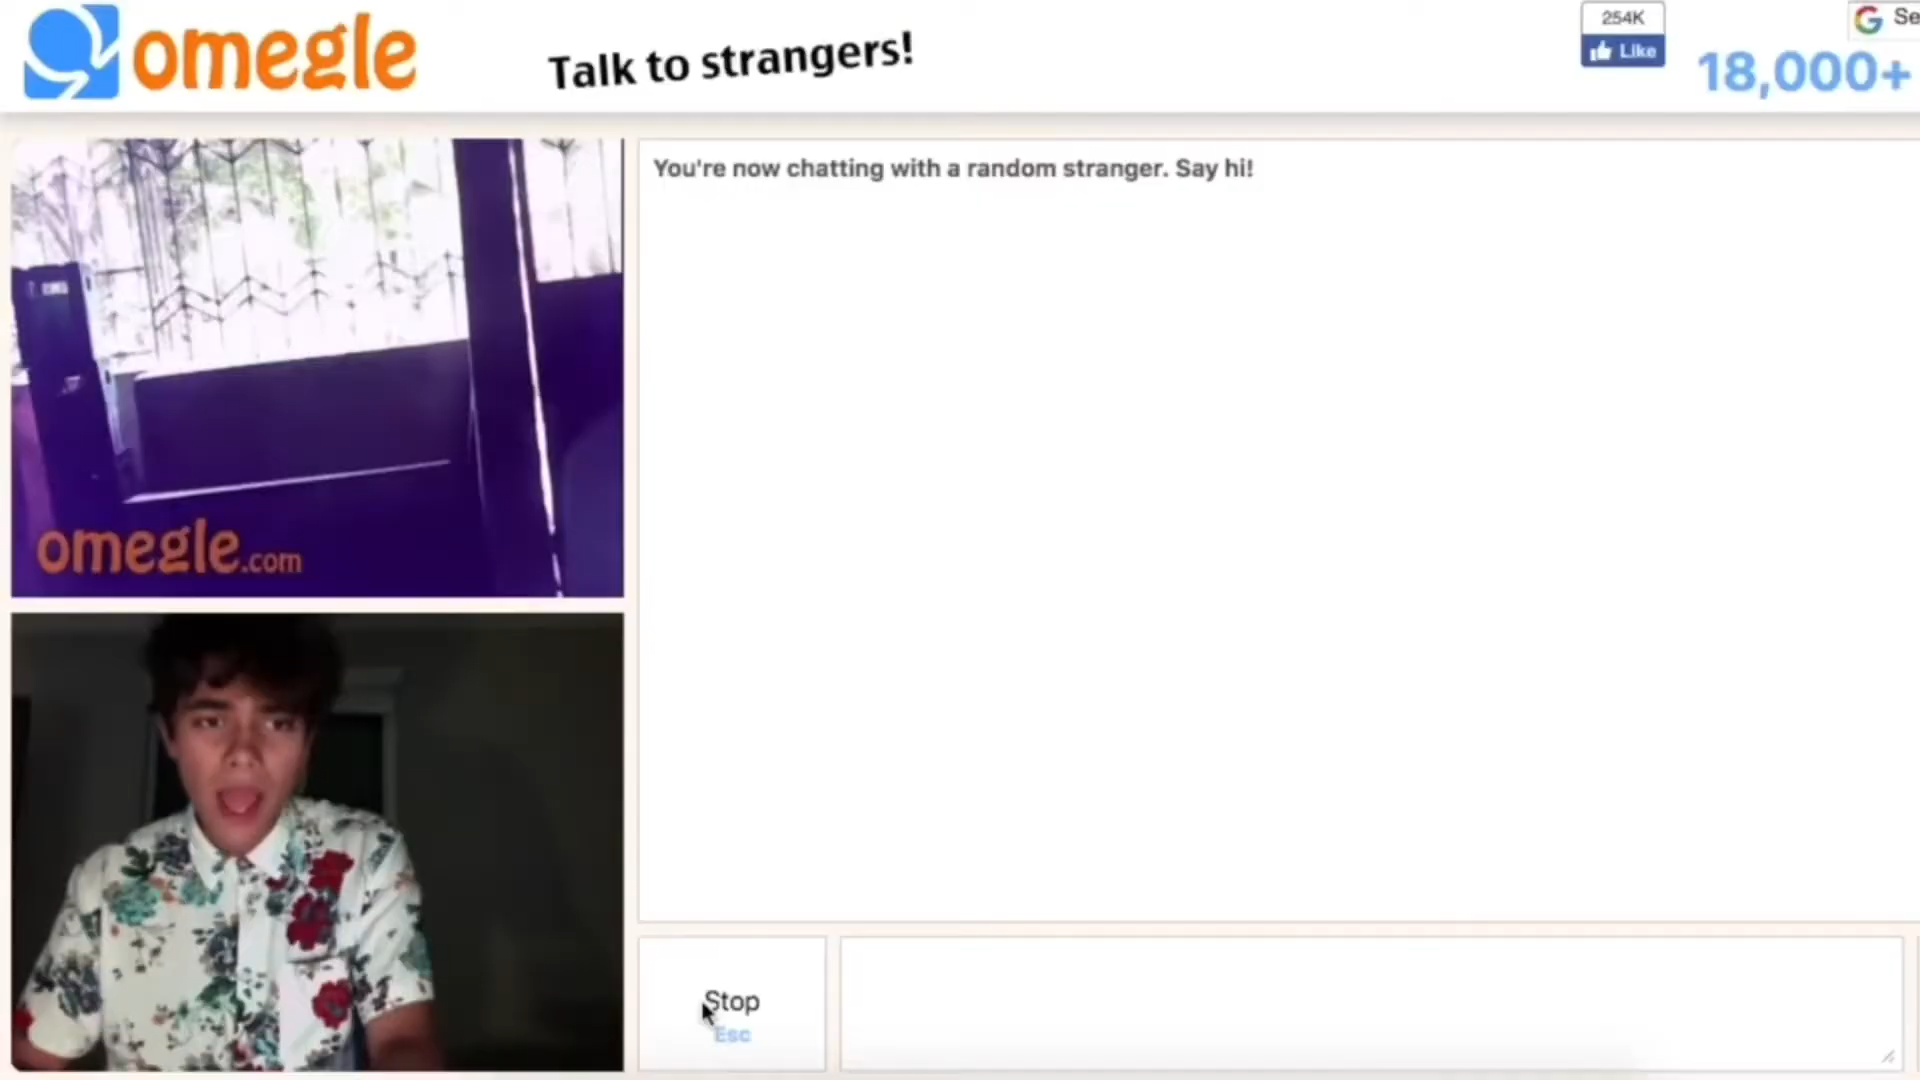 omegle
Talk to strangers!
254K
Like
Se
18,000+
You're now chatting with a random stranger. Say hi!
omegle.com
Stop
Esc